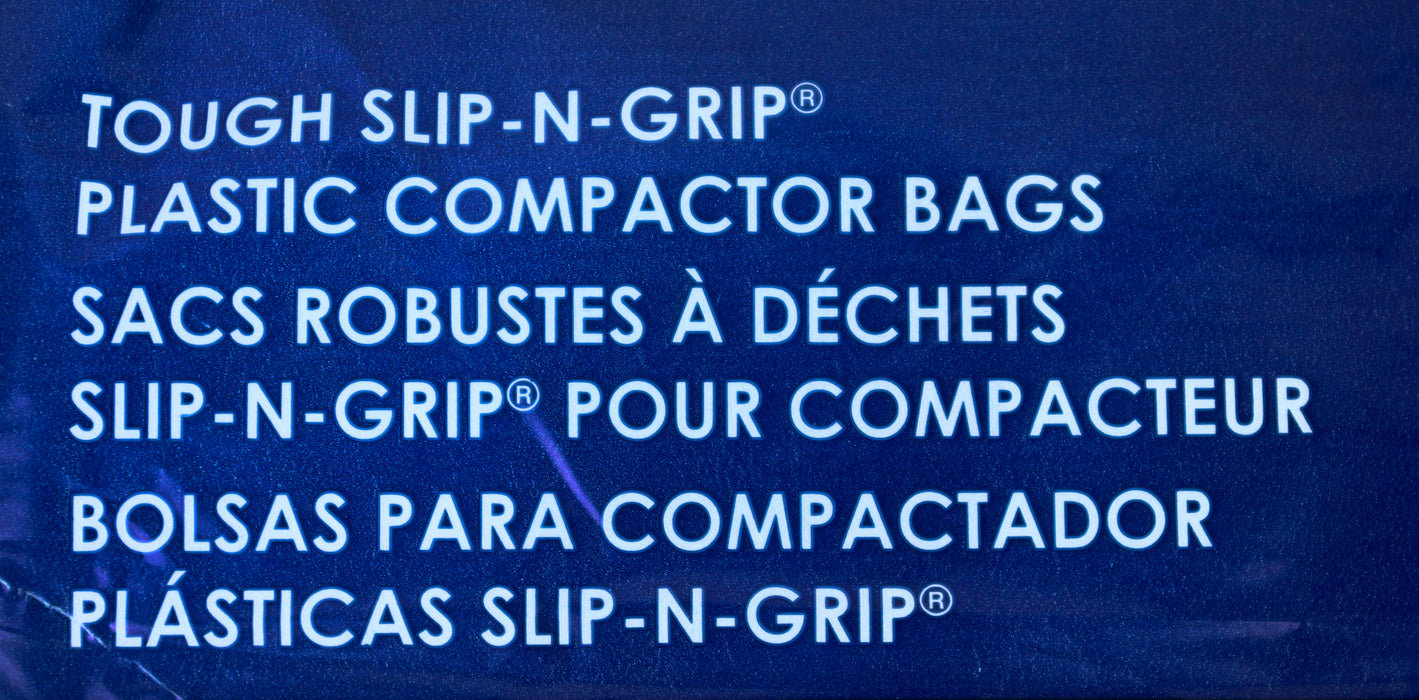 TOUGH SLIP-N-GRIP®
PLASTIC COMPACTOR BAGS
SACS ROBUSTES À DÉCHETS
SLIP-N-GRIP® POUR COMPACTEUR
BOLSAS PARA COMPACTADOR
PLÁSTICAS SLIP-N-GRIP®